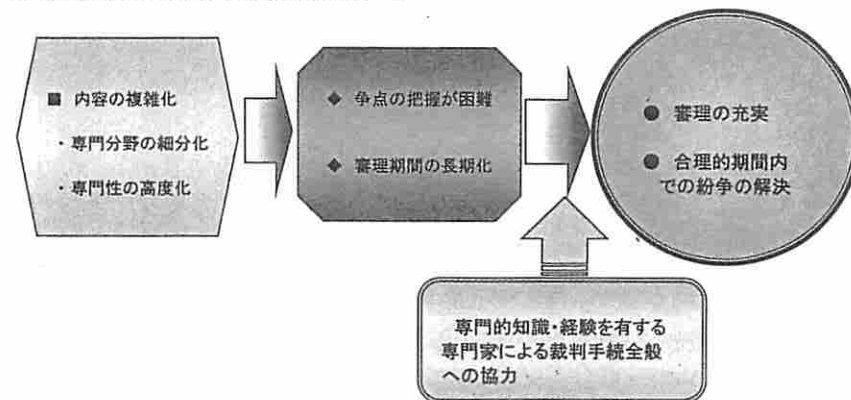 ■ 内容の複雑化
・専門分野の細分化
・専門性の高度化
◆ 争点の把握が困難
◆ 審理期間の長期化
● 審理の充実
● 合理的期間内
での紛争の解決
専門的知識・経験を有する
専門家による裁判手続全般
への協力